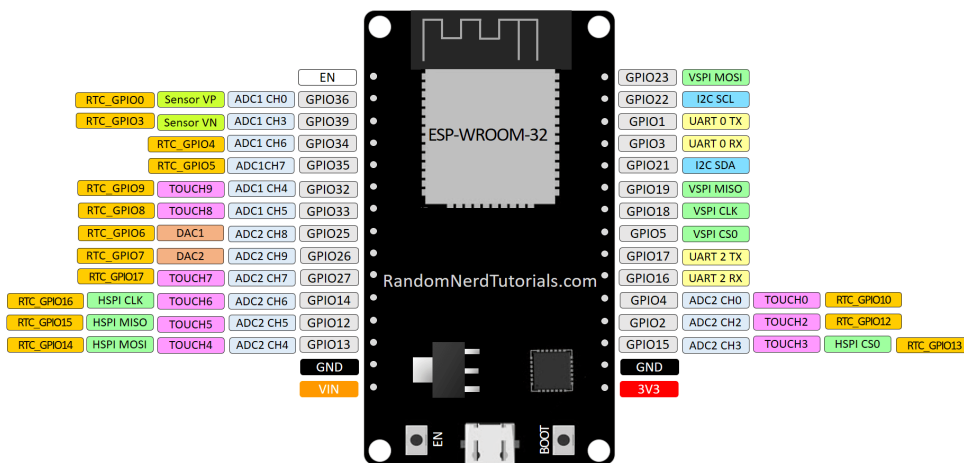 EN GPIO23 VSPI MOSI
RTC_GPIO0 Sensor VP ADC1 CH0 GPIO36 GPIO22 I2C SCL
RTC_GPIO3 Sensor VN ADC1 CH3 GPIO39 GPIO1 UART 0 TX
ESP-WROOM-32
RTC_GPIO4 ADC1 CH6 GPIO34 GPIO3 UART 0 RX
RTC_GPIO5 ADC1CH7 GPIO35 GPIO21 I2C SDA
RTC_GPIO9 TOUCH9 ADC1 CH4 GPIO32 GPIO19 VSPI MISO
RTC_GPIO8 TOUCH8 ADC1 CH5 GPIO33 GPIO18 VSPI CLK
RTC_GPIO6 DAC1 ADC2 CH8 GPIO25 GPIO5 VSPI CS0
RTC_GPIO7 DAC2 ADC2 CH9 GPIO26 GPIO17 UART 2 TX
RTC_GPIO17 TOUCH7 ADC2 CH7 GPIO27 RandomNerdTutorials.com GPIO16 UART 2 RX
RTC_GPIO16 HSPI CLK TOUCH6 ADC2 CH6 GPIO14 GPIO4 ADC2 CH0 TOUCH0 RTC_GPIO10
RTC_GPIO15 HSPI MISO TOUCH5 ADC2 CH5 GPIO12 GPIO2 ADC2 CH2 TOUCH2 RTC_GPIO12
RTC_GPIO14 HSPI MOSI TOUCH4 ADC2 CH4 GPIO13 GPIO15 ADC2 CH3 TOUCH3 HSPI CS0 RTC_GPIO13
GND GND
VIN 3V3
EN BOOT